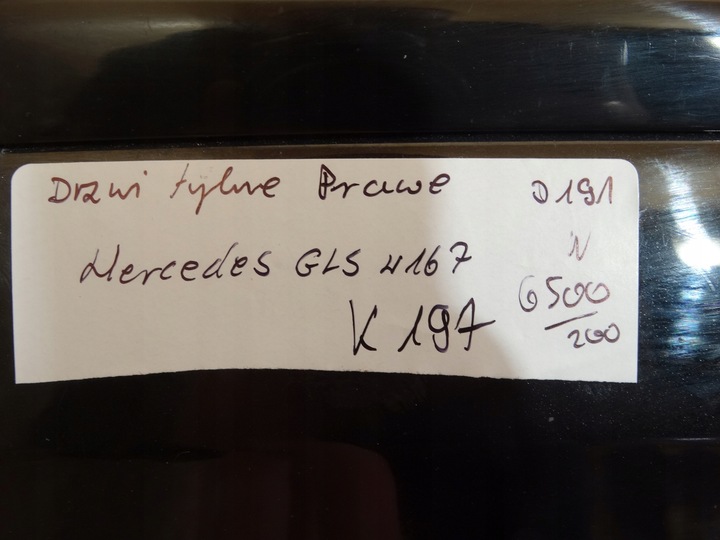 Drzwi tylne Prawe D191
N
Mercedes GLS W167
6500
K 197
200